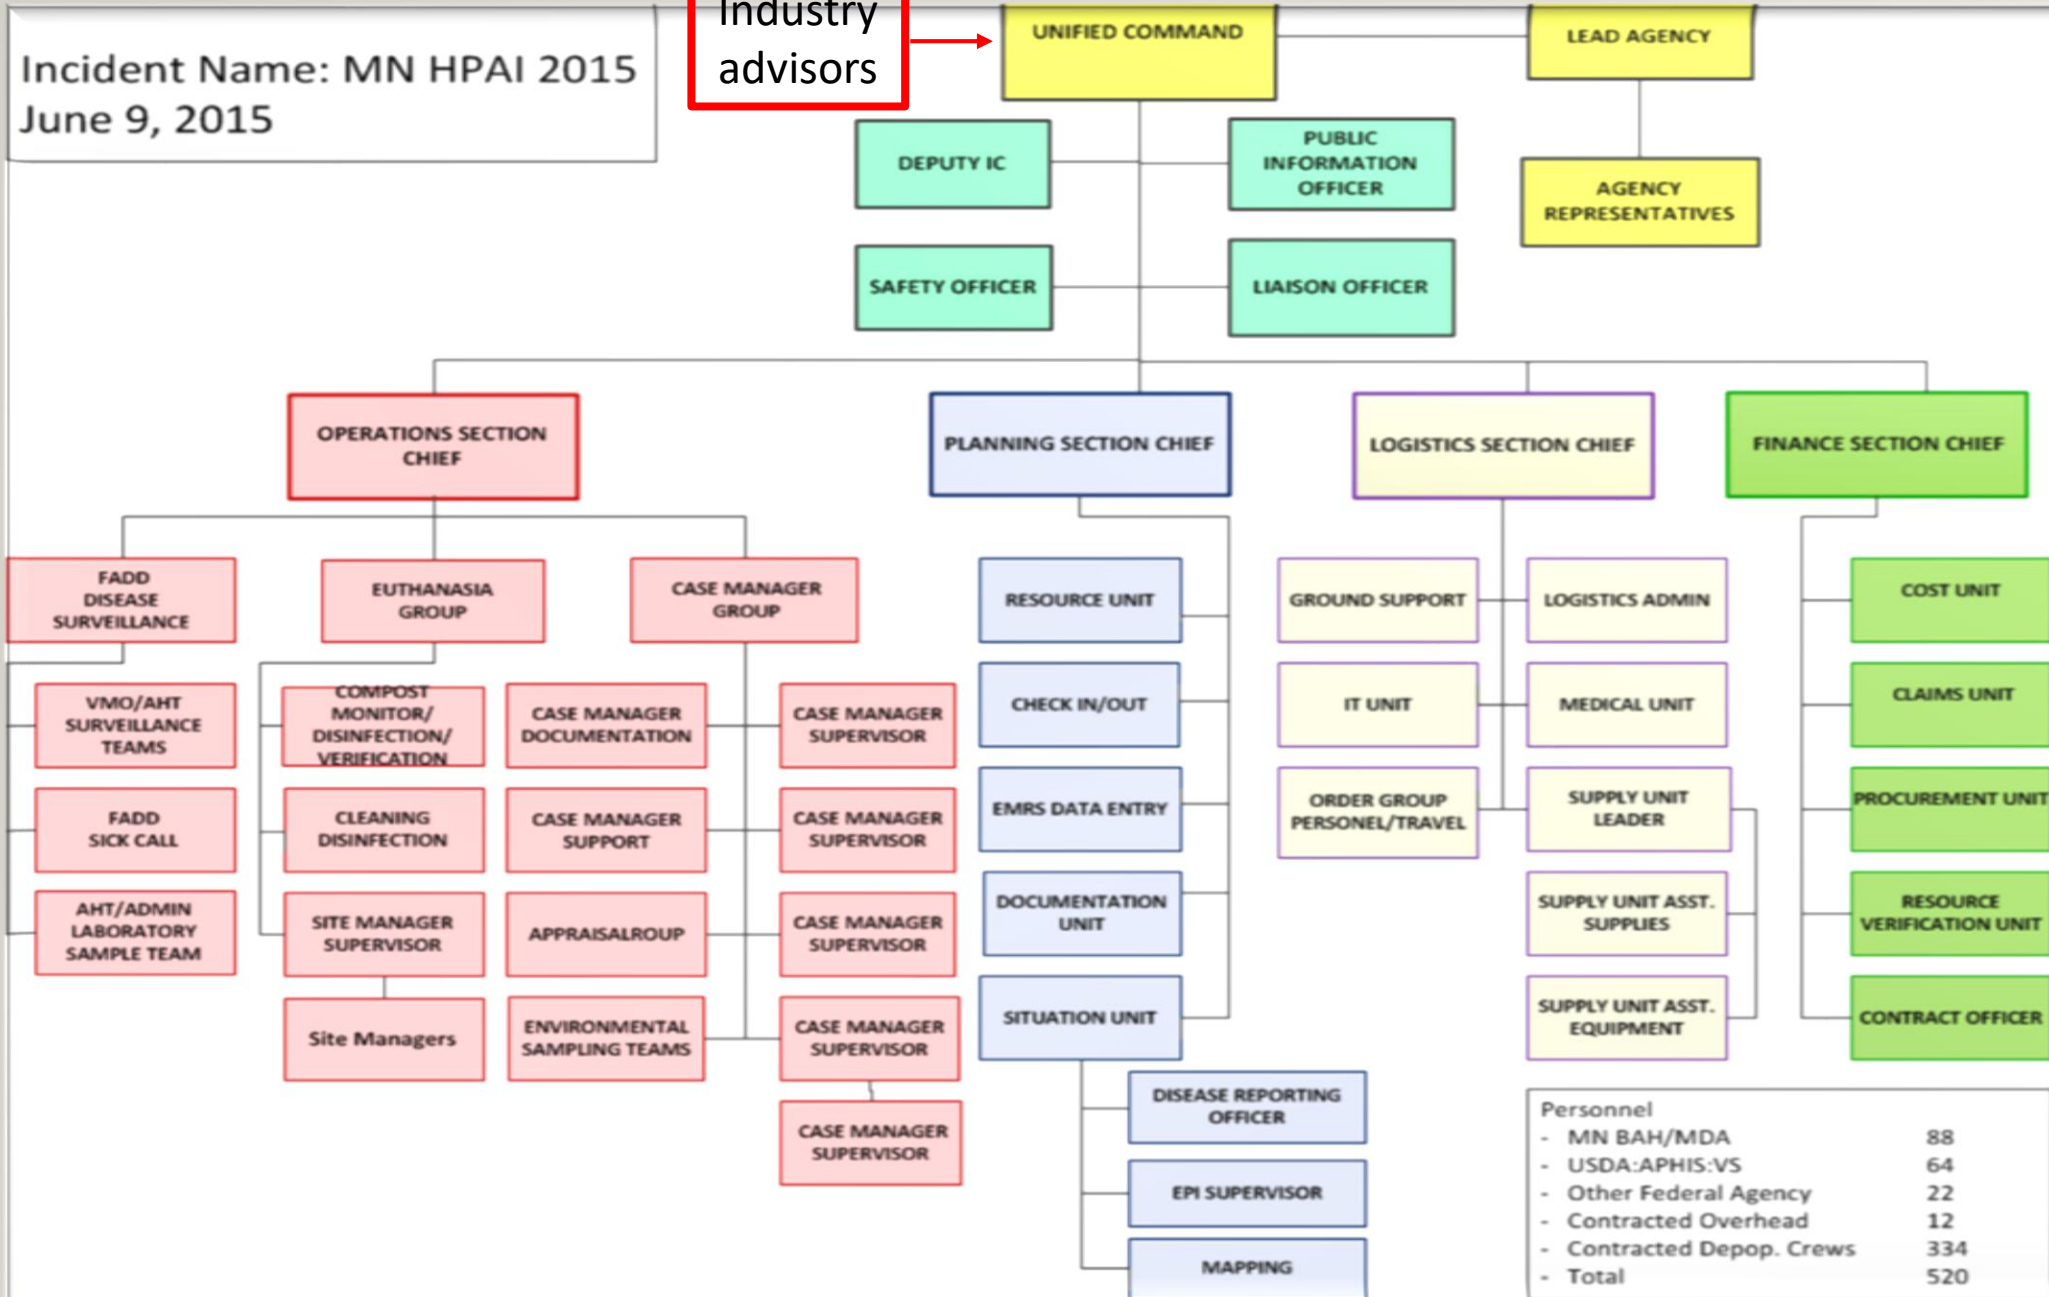 Incident Name: MN HPAI 2015
June 9, 2015
Industry
advisors
UNIFIED COMMAND
LEAD AGENCY
DEPUTY IC
PUBLIC
INFORMATION
OFFICER
AGENCY
REPRESENTATIVES
SAFETY OFFICER
LIAISON OFFICER
OPERATIONS SECTION
CHIEF
PLANNING SECTION CHIEF
LOGISTICS SECTION CHIEF
FINANCE SECTION CHIEF
FADD
DISEASE
SURVEILLANCE
EUTHANASIA
GROUP
CASE MANAGER
GROUP
VMO/AHT
SURVEILLANCE
TEAMS
FADD
SICK CALL
AHT/ADMIN
LABORATORY
SAMPLE TEAM
COMPOST
MONITOR/
DISINFECTION/
VERIFICATION
CLEANING
DISINFECTION
SITE MANAGER
SUPERVISOR
Site Managers
CASE MANAGER
DOCUMENTATION
CASE MANAGER
SUPPORT
APPRAISALROUP
ENVIRONMENTAL
SAMPLING TEAMS
CASE MANAGER
SUPERVISOR
CASE MANAGER
SUPERVISOR
CASE MANAGER
SUPERVISOR
CASE MANAGER
SUPERVISOR
CASE MANAGER
SUPERVISOR
RESOURCE UNIT
CHECK IN/OUT
EMRS DATA ENTRY
DOCUMENTATION
UNIT
SITUATION UNIT
DISEASE REPORTING
OFFICER
EPI SUPERVISOR
MAPPING
GROUND SUPPORT
IT UNIT
ORDER GROUP
PERSONEL/TRAVEL
LOGISTICS ADMIN
MEDICAL UNIT
SUPPLY UNIT
LEADER
SUPPLY UNIT ASST.
SUPPLIES
SUPPLY UNIT ASST.
EQUIPMENT
COST UNIT
CLAIMS UNIT
PROCUREMENT UNIT
RESOURCE
VERIFICATION UNIT
CONTRACT OFFICER
Personnel
- MN BAH/MDA 88
- USDA:APHIS:VS 64
- Other Federal Agency 22
- Contracted Overhead 12
- Contracted Depop. Crews 334
- Total 520